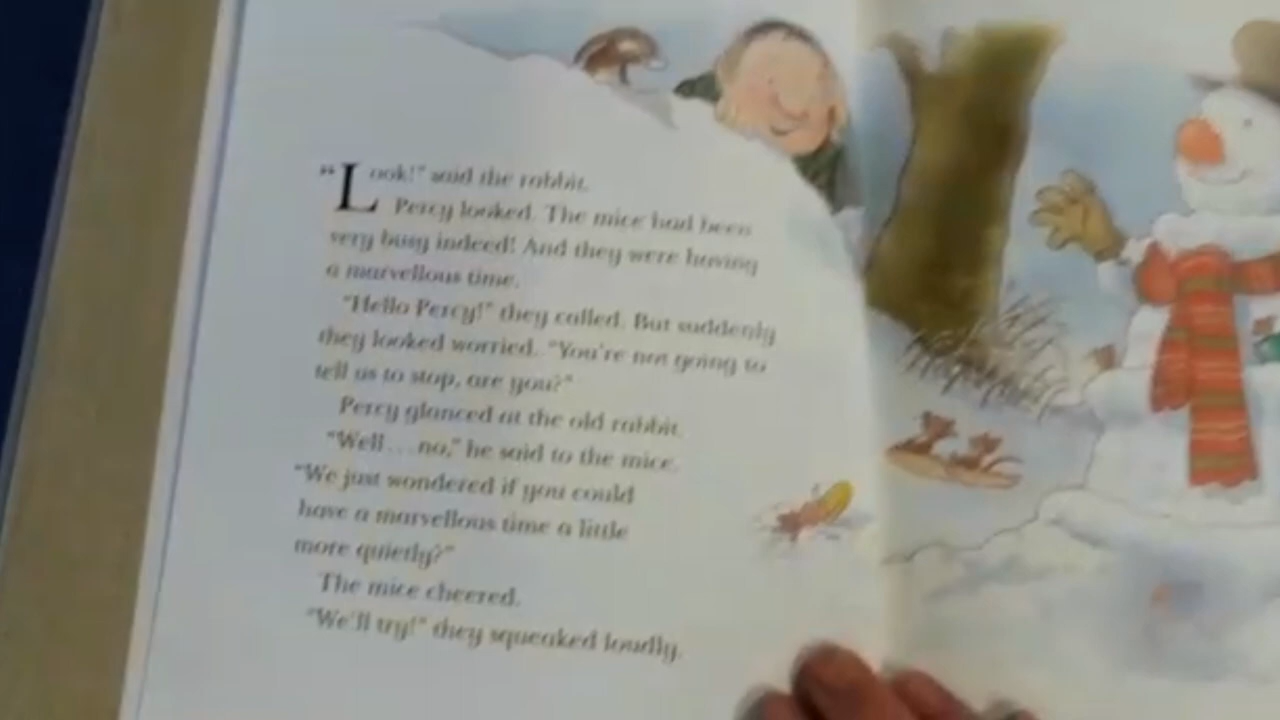 "Look!" said the rabbit.
Percy looked. The mice had been
very busy indeed! And they were having
a marvellous time.
"Hello Percy!" they called. But suddenly
they looked worried. "You're not going to
tell us to stop, are you?"
Percy glanced at the old rabbit.
"Well . . . no," he said to the mice.
"We just wondered if you could
have a marvellous time a little
more quietly?"
The mice cheered.
"We'll try!" they squeaked loudly.